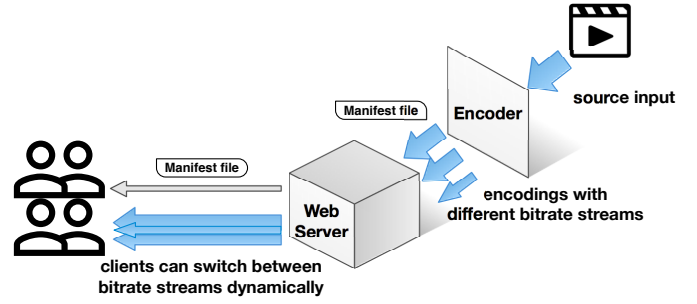 source input
Encoder
Manifest file
encodings with
different bitrate streams
Manifest file
Web
Server
clients can switch between
bitrate streams dynamically